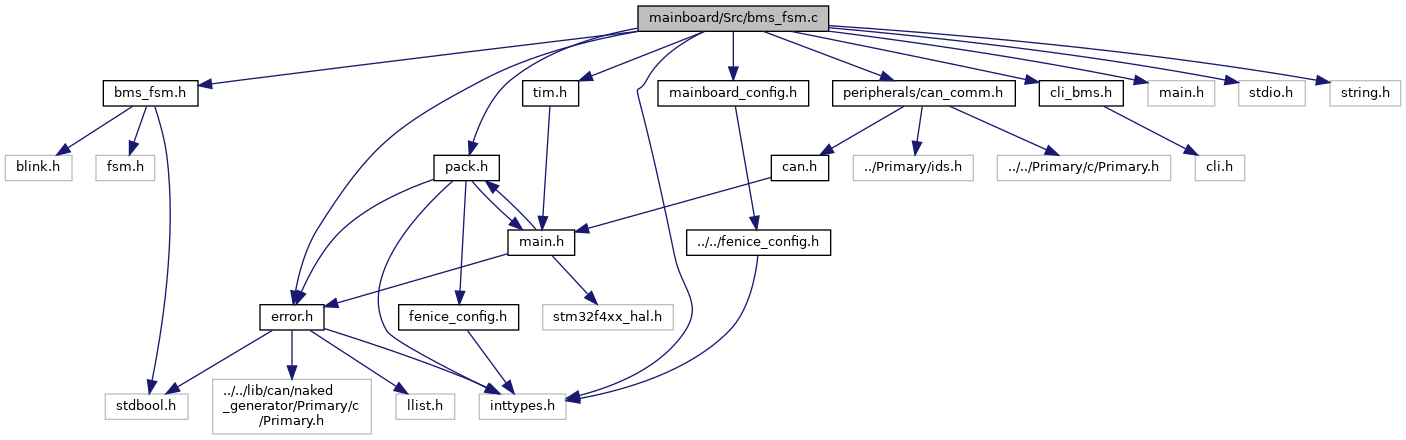 mainboard/Src/bms_fsm.c
bms_fsm.h
tim.h
mainboard_config.h
peripherals/can_comm.h
cli_bms.h
main.h
stdio.h
string.h
blink.h
fsm.h
pack.h
can.h
../Primary/ids.h
../../Primary/c/Primary.h
cli.h
main.h
../../fenice_config.h
error.h
fenice_config.h
stm32f4xx_hal.h
stdbool.h
../../lib/can/naked
_generator/Primary/c
/Primary.h
llist.h
inttypes.h